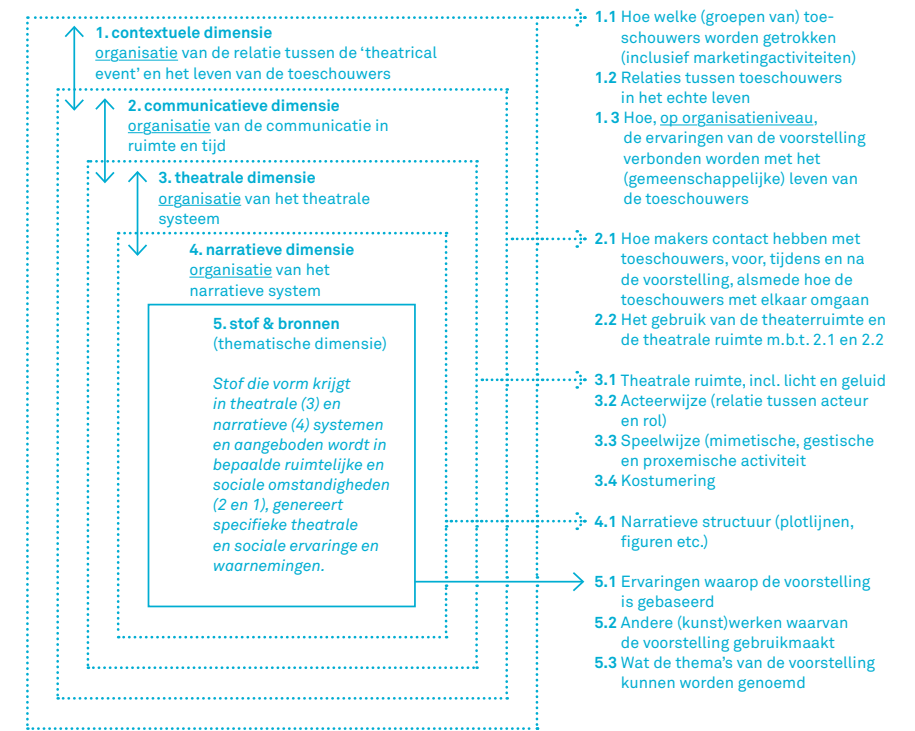 1. contextuele dimensie
organisatie van de relatie tussen de ‘theatrical
event’ en het leven van de toeschouwers
2. communicatieve dimensie
organisatie van de communicatie in
ruimte en tijd
3. theatrale dimensie
organisatie van het theatrale
systeem
4. narratieve dimensie
organisatie van het
narratieve system
5. stof & bronnen
(thematische dimensie)
Stof die vorm krijgt
in theatrale (3) en
narratieve (4) systemen
en aangeboden wordt in
bepaalde ruimtelijke en
sociale omstandigheden
(2 en 1), genereert
specifieke theatrale
en sociale ervaringe en
waarnemingen.
1.1 Hoe welke (groepen van) toe-
schouwers worden getrokken
(inclusief marketingactiviteiten)
1.2 Relaties tussen toeschouwers
in het echte leven
1. 3 Hoe, op organisatieniveau,
de ervaringen van de voorstelling
verbonden worden met het
(gemeenschappelijke) leven van
de toeschouwers
2.1 Hoe makers contact hebben met
toeschouwers, voor, tijdens en na
de voorstelling, alsmede hoe de
toeschouwers met elkaar omgaan
2.2 Het gebruik van de theaterruimte en
de theatrale ruimte m.b.t. 2.1 en 2.2
3.1 Theatrale ruimte, incl. licht en geluid
3.2 Acteerwijze (relatie tussen acteur
en rol)
3.3 Speelwijze (mimetische, gestische
en proxemische activiteit
3.4 Kostumering
4.1 Narratieve structuur (plotlijnen,
figuren etc.)
5.1 Ervaringen waarop de voorstelling
is gebaseerd
5.2 Andere (kunst)werken waarvan
de voorstelling gebruikmaakt
5.3 Wat de thema’s van de voorstelling
kunnen worden genoemd